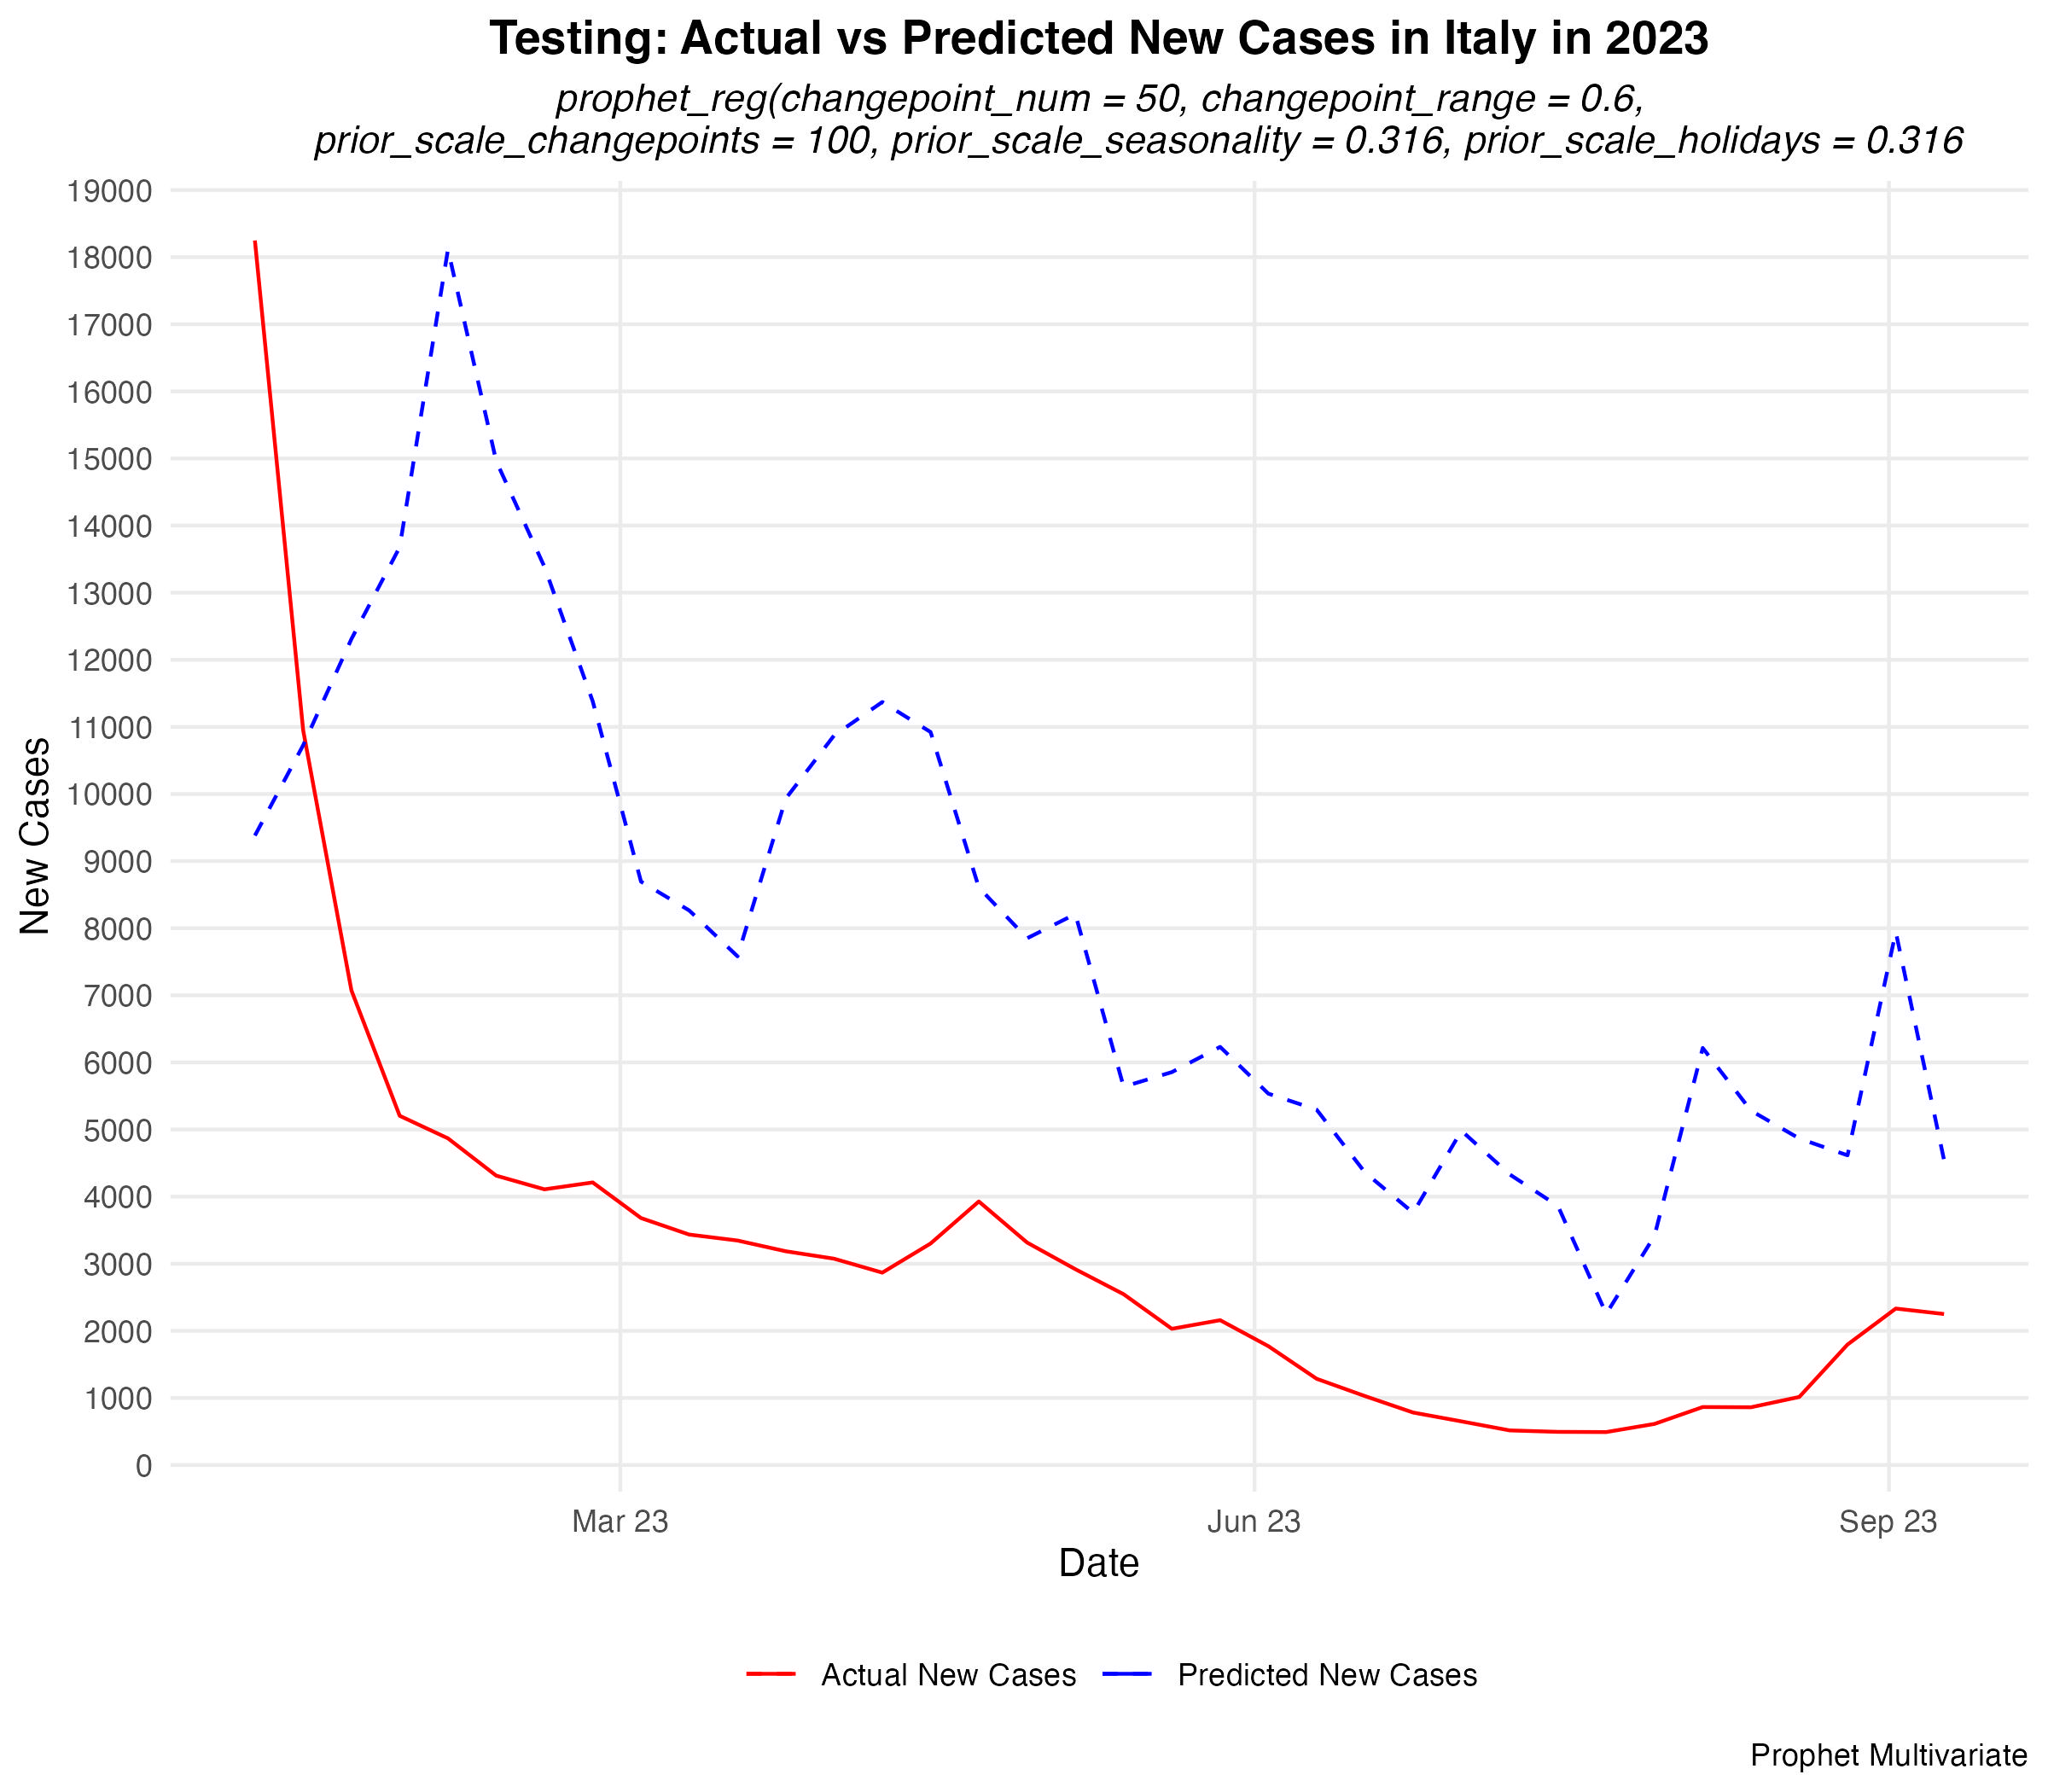 Testing: Actual vs Predicted New Cases in Italy in 2023
prophet_reg(changepoint_num = 50, changepoint_range = 0.6,
prior_scale_changepoints = 100, prior_scale_seasonality = 0.316, prior_scale_holidays = 0.316
19000
18000
17000
16000
15000
14000
13000
12000
11000
10000
9000
8000
7000
6000
5000
4000
3000
2000
1000
0
New Cases
Mar 23
Jun 23
Sep 23
Date
Actual New Cases
Predicted New Cases
Prophet Multivariate